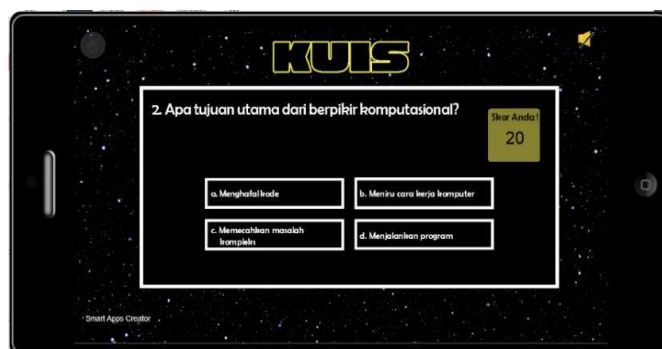 KUIS
2. Apa tujuan utama dari berpikir komputasional?
Skor Anda!
20
a. Menghafal kode
b. Meniru cara kerja komputer
c. Memecahkan masalah
kompleks
d. Menjalankan program
Smart Apps Creator